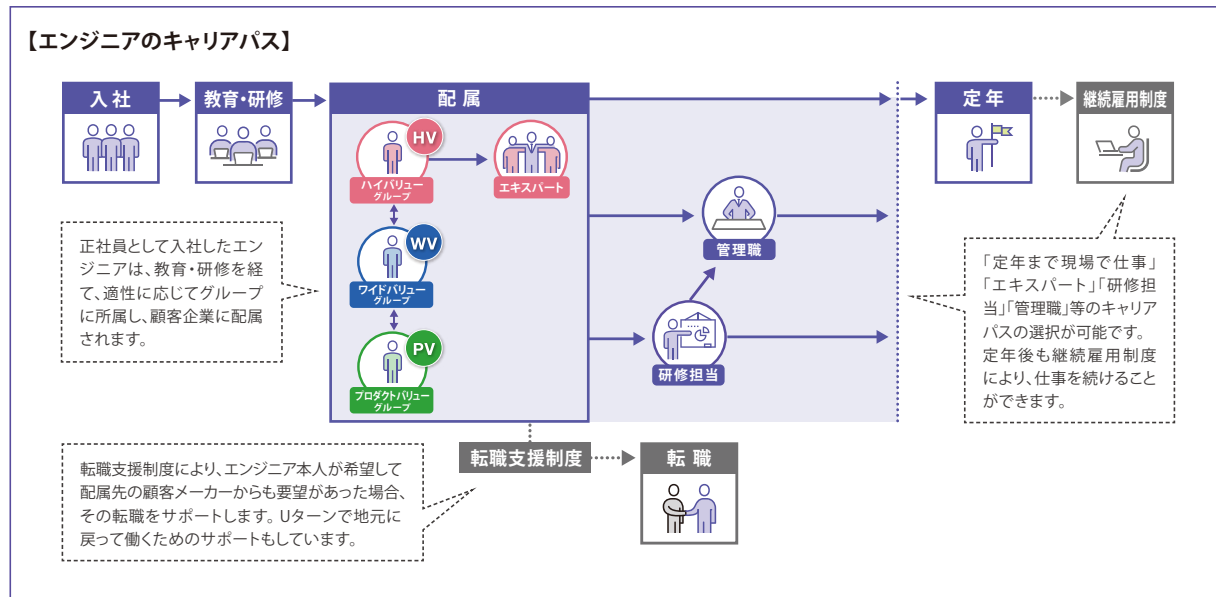 【エンジニアのキャリアパス】
入社
教育・研修
配属
定年
継続雇用制度
HV
ハイバリュー
グループ
エキスパート
WV
ワイドバリュー
グループ
PV
プロダクトバリュー
グループ
管理職
研修担当
正社員として入社したエン
ジニアは、教育・研修を経
て、適性に応じてグループ
に所属し、顧客企業に配属
されます。
「定年まで現場で仕事」
「エキスパート」「研修担
当」「管理職」等のキャリア
パスの選択が可能です。
定年後も継続雇用制度
により、仕事を続けること
ができます。
転職支援制度
転職
転職支援制度により、エンジニア本人が希望して
配属先の顧客メーカーからも要望があった場合、
その転職をサポートします。Uターンで地元に
戻って働くためのサポートもしています。